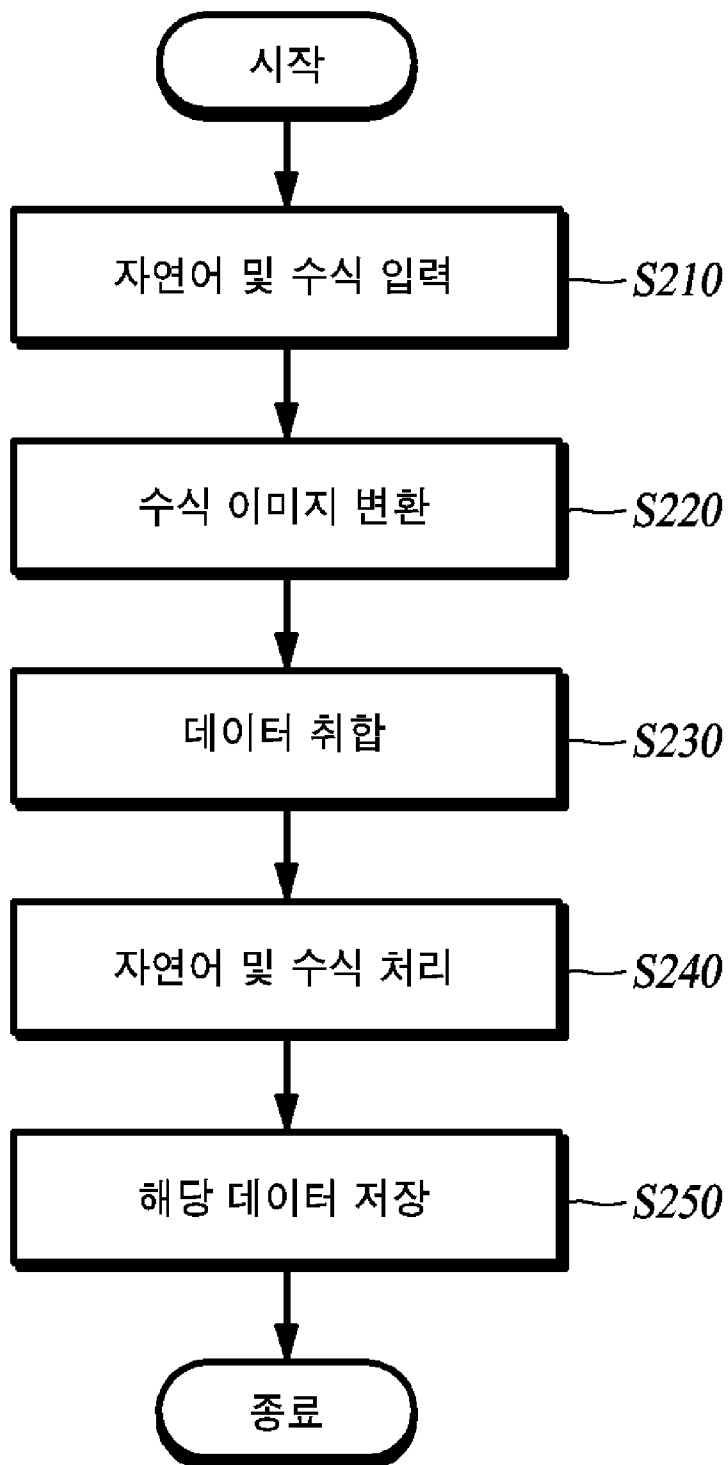 시작
자연어 및 수식 입력
S210
수식 이미지 변환
S220
데이터 취합
S230
자연어 및 수식 처리
S240
해당 데이터 저장
S250
종료